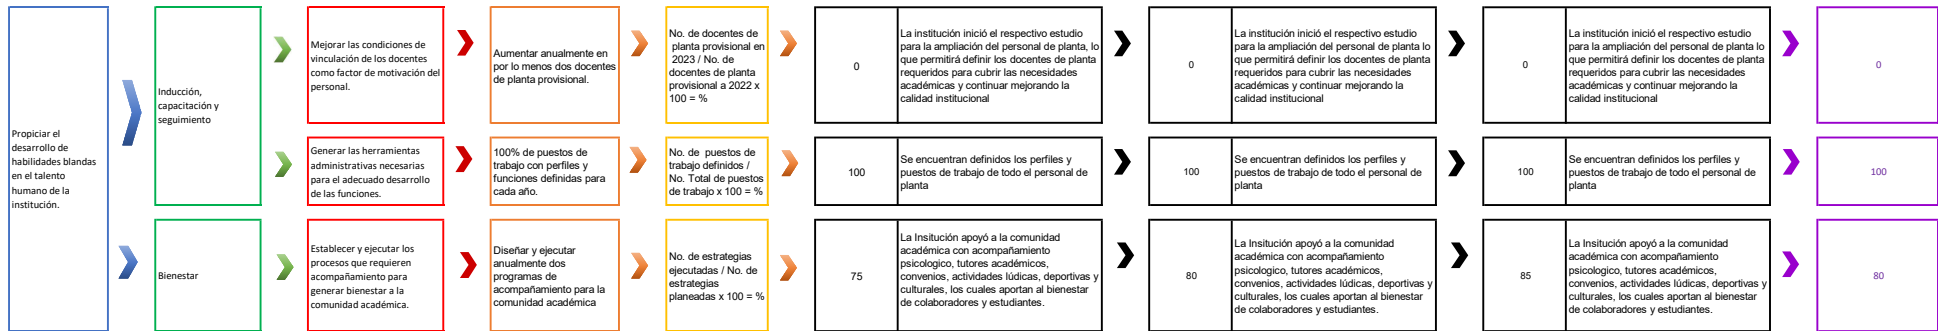 Propiciar el
desarrollo de
habilidades blandas
en el talento
humano de la
institución.
Inducción,
capacitación y
seguimiento
Mejorar las condiciones de
vinculación de los docentes
como factor de motivación del
personal.
Aumentar anualmente en
por lo menos dos docentes
de planta provisional.
No. de docentes de
planta provisional en
2023 / No. de
docentes de planta
provisional a 2022 x
100 = %
0
La institución inició el respectivo estudio
para la ampliación del personal de planta, lo
que permitirá definir los docentes de planta
requeridos para cubrir las necesidades
académicas y continuar mejorando la
calidad institucional
0
La institución inició el respectivo estudio
para la ampliación del personal de planta lo
que permitirá definir los docentes de planta
requeridos para cubrir las necesidades
académicas y continuar mejorando la
calidad institucional
0
La institución inició el respectivo estudio
para la ampliación del personal de planta lo
que permitirá definir los docentes de planta
requeridos para cubrir las necesidades
académicas y continuar mejorando la
calidad institucional
0
Generar las herramientas
administrativas necesarias
para el adecuado desarrollo
de las funciones.
100% de puestos de
trabajo con perfiles y
funciones definidas para
cada año.
No. de puestos de
trabajo definidos /
No. Total de puestos
de trabajo x 100 = %
100
Se encuentran definidos los perfiles y
puestos de trabajo de todo el personal de
planta
100
Se encuentran definidos los perfiles y
puestos de trabajo de todo el personal de
planta
100
Se encuentran definidos los perfiles y
puestos de trabajo de todo el personal de
planta
100
Bienestar
Establecer y ejecutar los
procesos que requieren
acompañamiento para
generar bienestar a la
comunidad académica.
Diseñar y ejecutar
anualmente dos
programas de
acompañamiento para la
comunidad académica
No. de estrategias
ejecutadas / No. de
estrategias
planeadas x 100 = %
75
La Insitución apoyó a la comunidad
académica con acompañamiento
psicologico, tutores académicos,
convenios, actividades lúdicas, deportivas y
culturales, los cuales aportan al bienestar
de colaboradores y estudiantes.
80
La Insitución apoyó a la comunidad
académica con acompañamiento
psicologico, tutores académicos,
convenios, actividades lúdicas, deportivas y
culturales, los cuales aportan al bienestar
de colaboradores y estudiantes.
85
La Insitución apoyó a la comunidad
académica con acompañamiento
psicologico, tutores académicos,
convenios, actividades lúdicas, deportivas y
culturales, los cuales aportan al bienestar
de colaboradores y estudiantes.
80